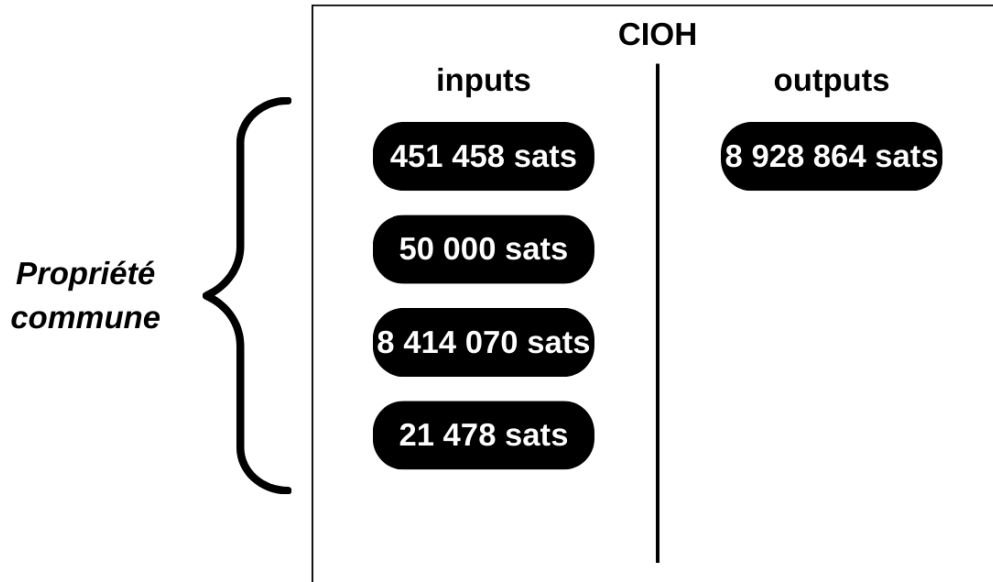 CIOH
inputs
outputs
451 458 sats
8 928 864 sats
50 000 sats
8 414 070 sats
21 478 sats
Propriété
commune